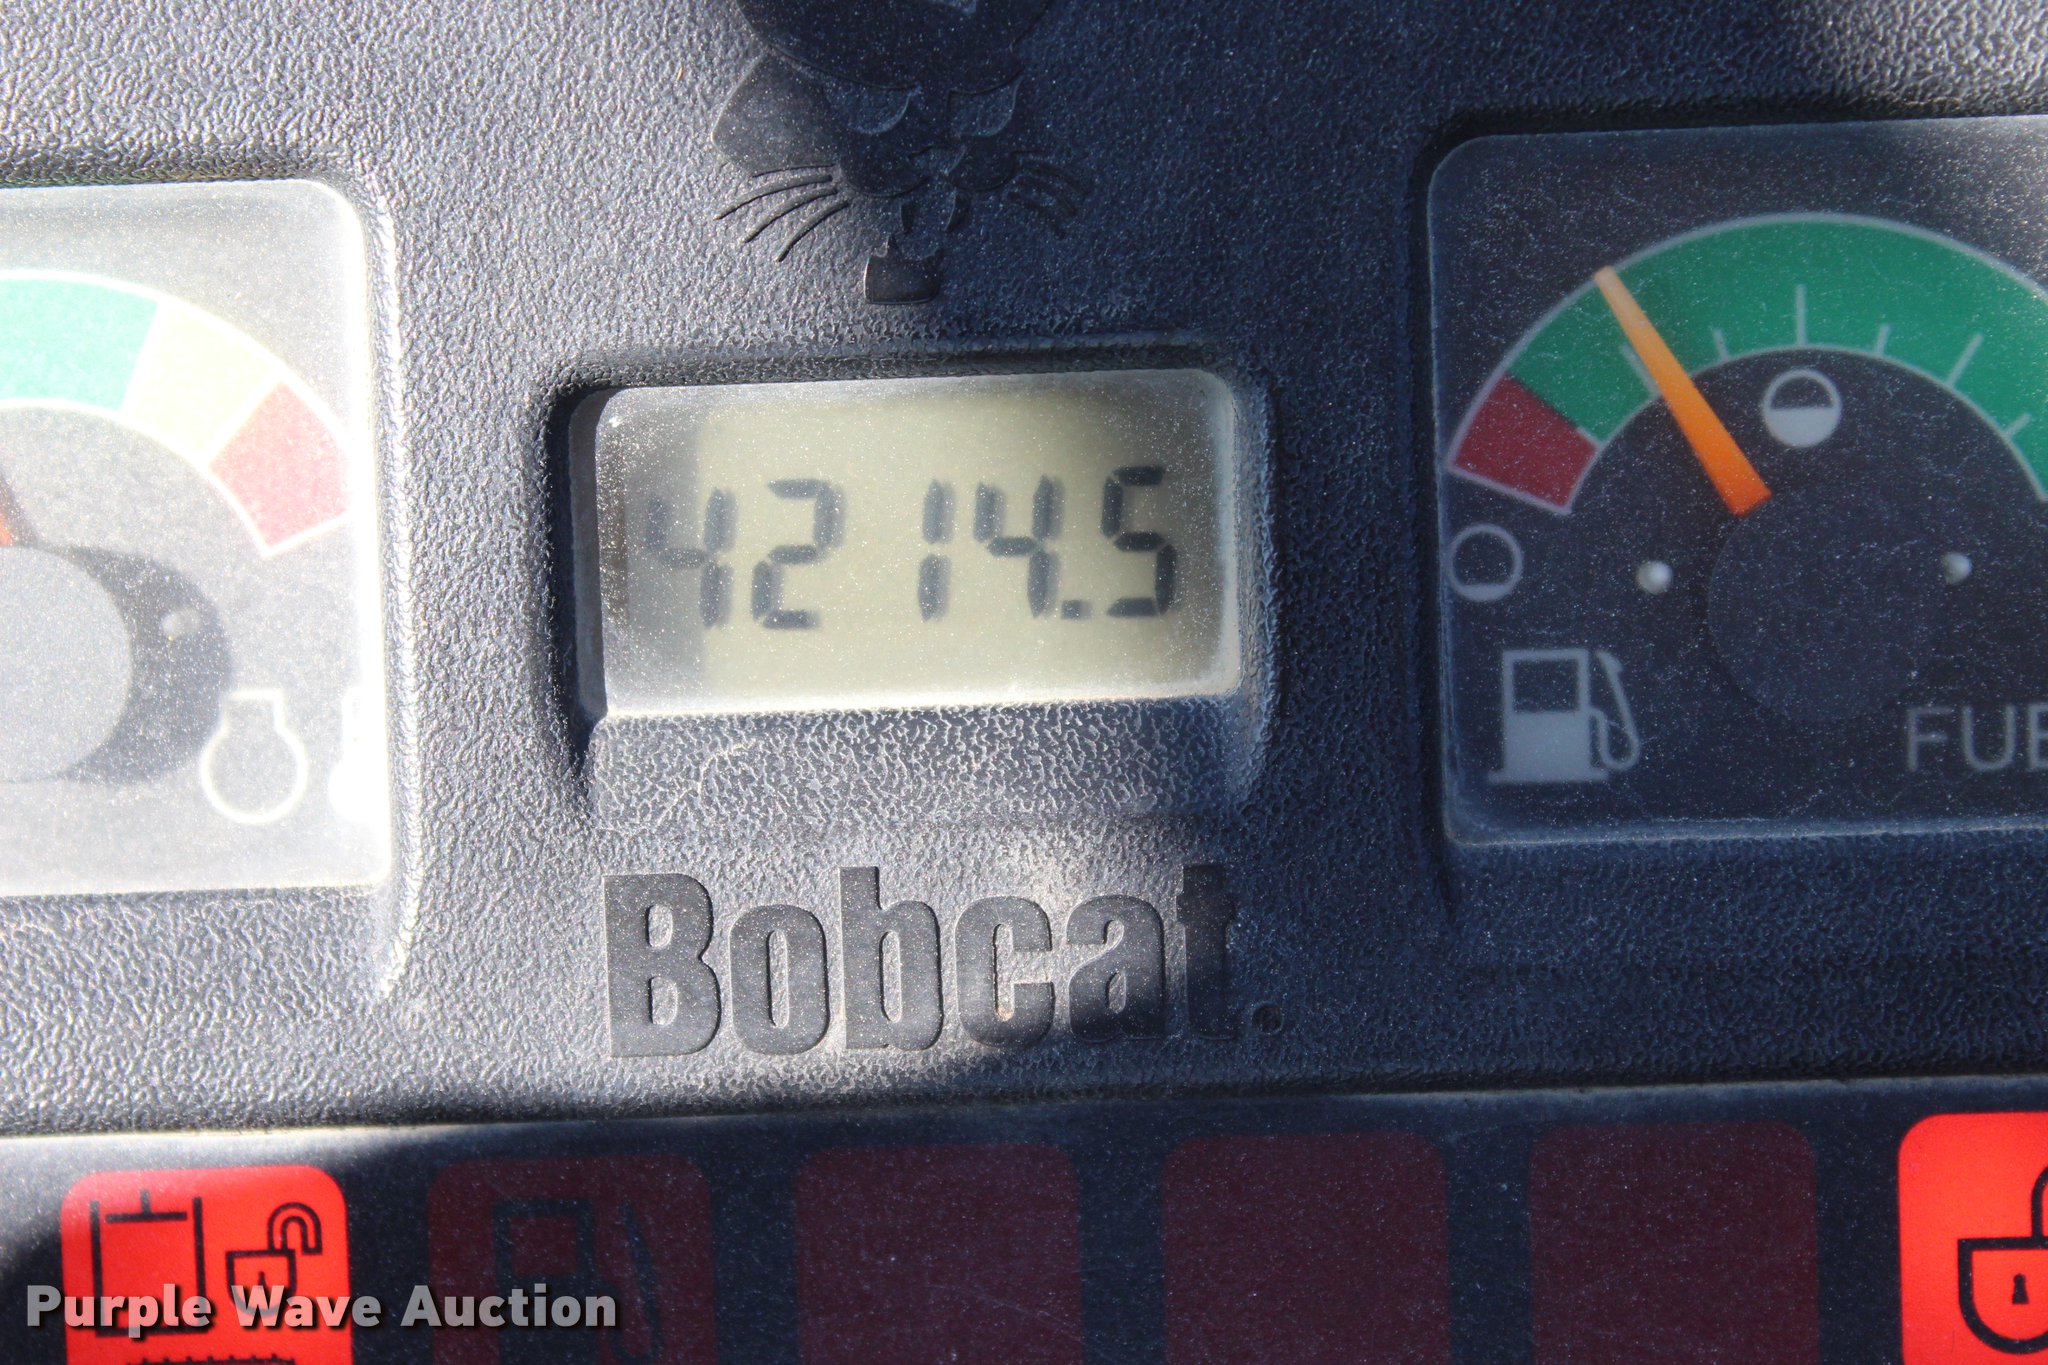 4214.5
FUE
Bobcat.
Purple Wave Auction